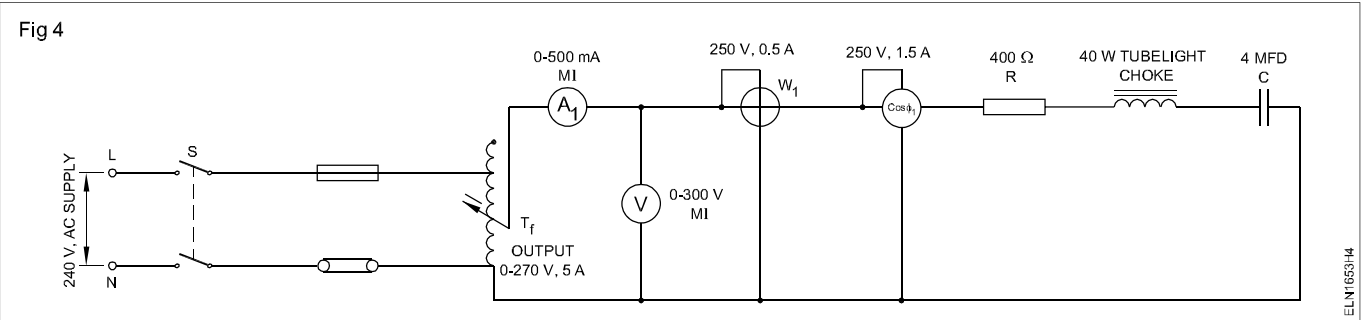 Fig 4
0-500 mA
MI
250 V, 0.5 A
250 V, 1.5 A
400 Ω
R
40 W TUBELIGHT
CHOKE
4 MFD
C
A1
W1
Cosϕ1
L
S
240 V, AC SUPPLY
N
Tf
OUTPUT
0-270 V, 5 A
V
0-300 V
MI
ELN1653H4